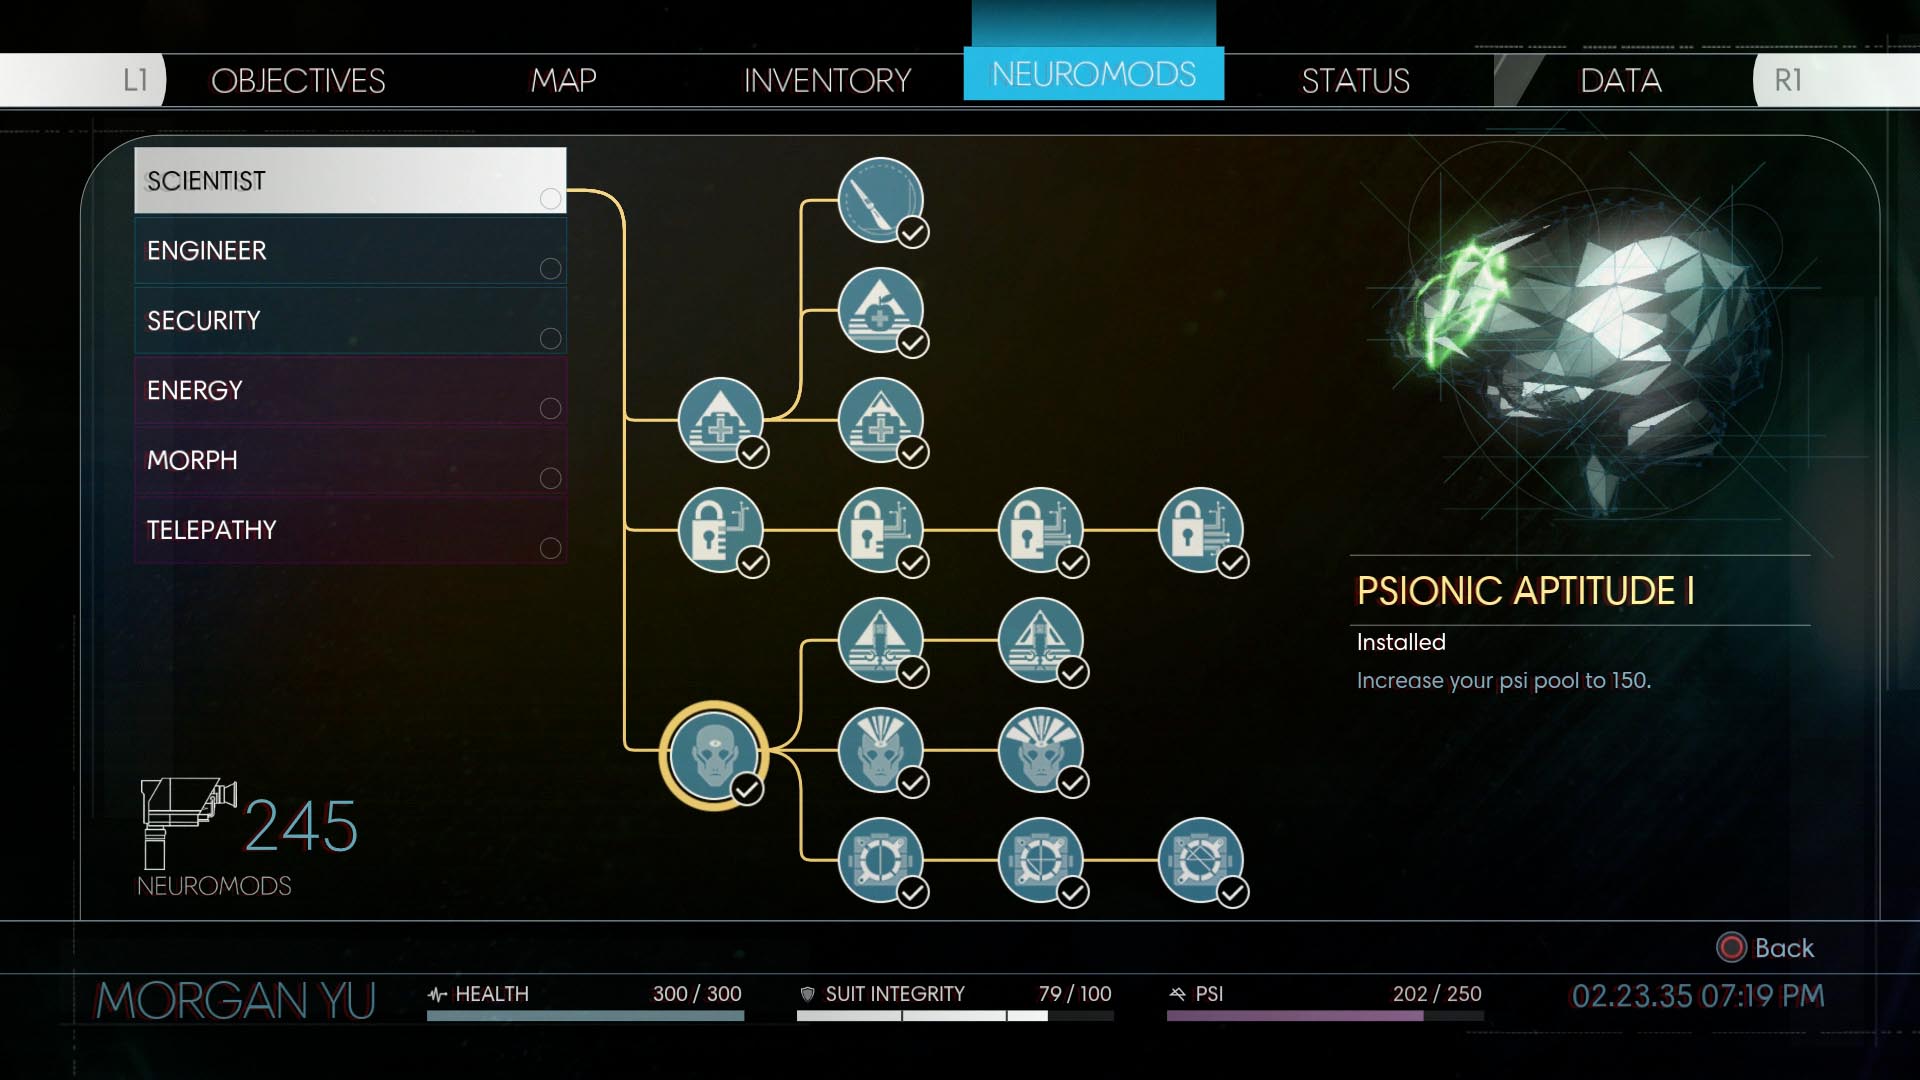 L1
OBJECTIVES
MAP
INVENTORY
NEUROMODS
STATUS
DATA
R1
SCIENTIST
ENGINEER
SECURITY
ENERGY
MORPH
TELEPATHY
PSIONIC APTITUDE I
Installed
Increase your psi pool to 150.
245
NEUROMODS
Back
MORGAN YU
HEALTH 300 / 300
SUIT INTEGRITY 79 / 100
PSI 202 / 250
02.23.35 07:19 PM